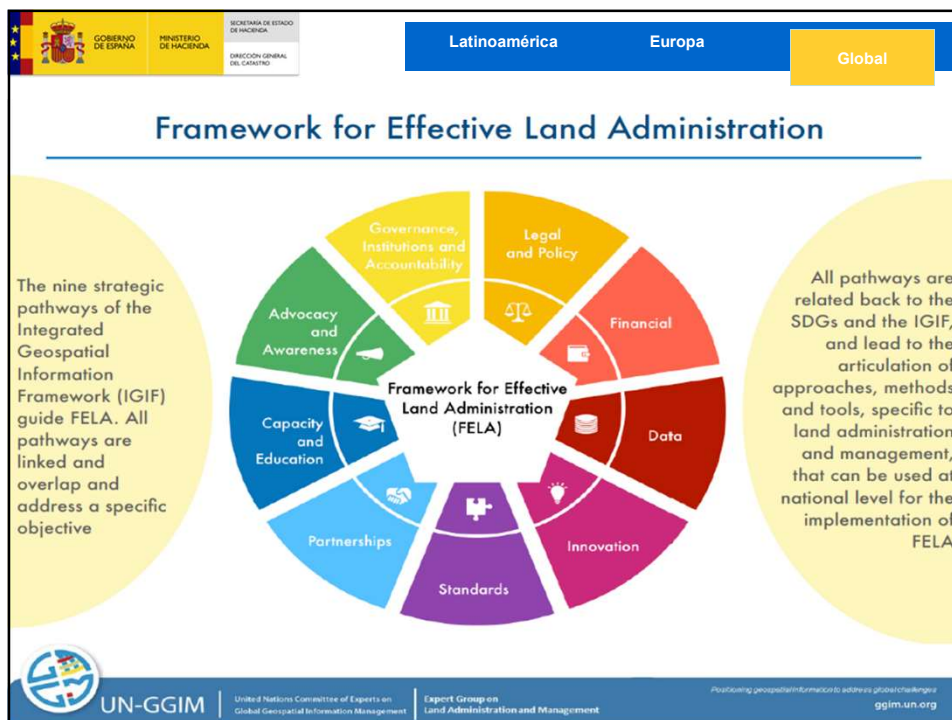 GOBIERNO
DE ESPAÑA
MINISTERIO
DE HACIENDA
SECRETARÍA DE ESTADO
DE HACIENDA
DIRECCIÓN GENERAL
DEL CATASTRO
Latinoamérica
Europa
Global
Framework for Effective Land Administration
The nine strategic
pathways of the
Integrated
Geospatial
Information
Framework (IGIF)
guide FELA. All
pathways are
linked and
overlap and
address a specific
objective
Governance,
Institutions and
Accountability
Legal
and Policy
Financial
Data
Innovation
Standards
Partnerships
Capacity
and
Education
Advocacy
and
Awareness
Framework for Effective
Land Administration
(FELA)
All pathways are
related back to the
SDGs and the IGIF,
and lead to the
articulation of
approaches, methods
and tools, specific to
land administration
and management,
that can be used at
national level for the
implementation of
FELA
UN-GGIM
United Nations Committee of Experts on
Global Geospatial Information Management
Expert Group on
Land Administration and Management
Positioning geospatial information to address global challenges
ggim.un.org